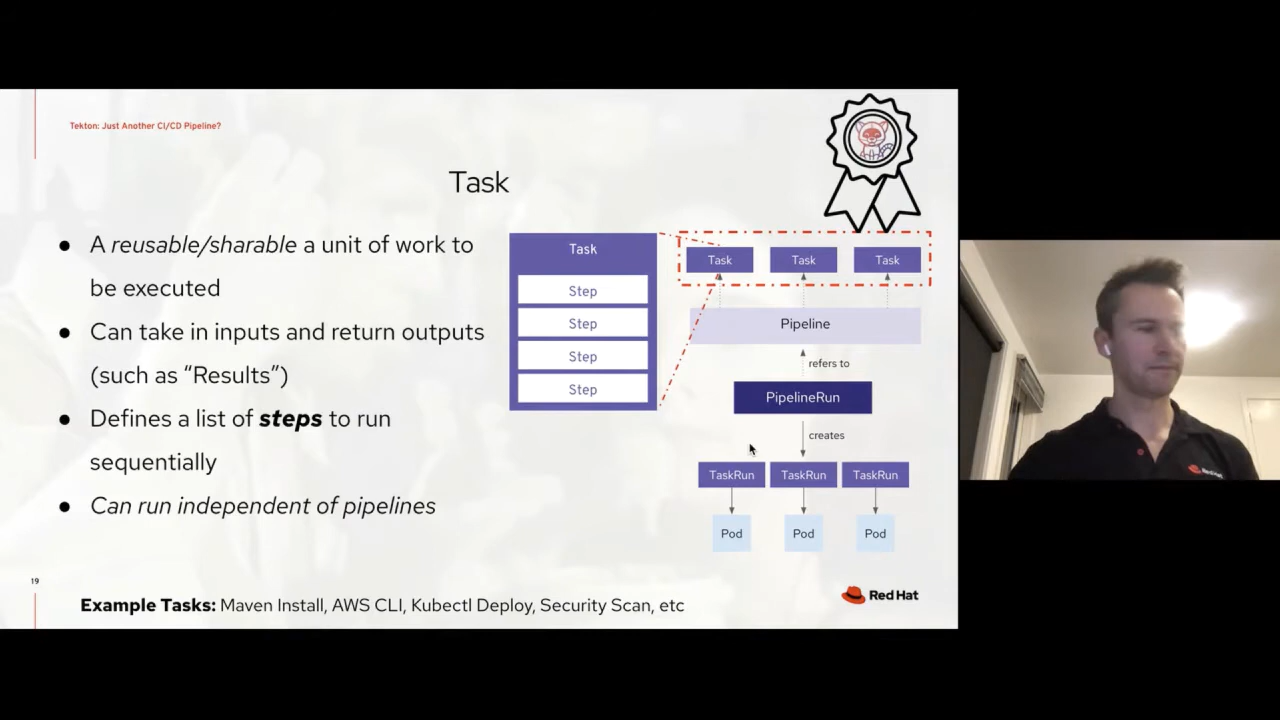 Tekton: Just Another CI/CD Pipeline?
Task
● A reusable/sharable a unit of work to
be executed
● Can take in inputs and return outputs
(such as “Results”)
● Defines a list of steps to run
sequentially
● Can run independent of pipelines
Task
Step
Step
Step
Step
Task Task Task
Pipeline
refers to
PipelineRun
creates
TaskRun TaskRun TaskRun
Pod Pod Pod
19
Example Tasks: Maven Install, AWS CLI, Kubectl Deploy, Security Scan, etc
Red Hat
Red Hat